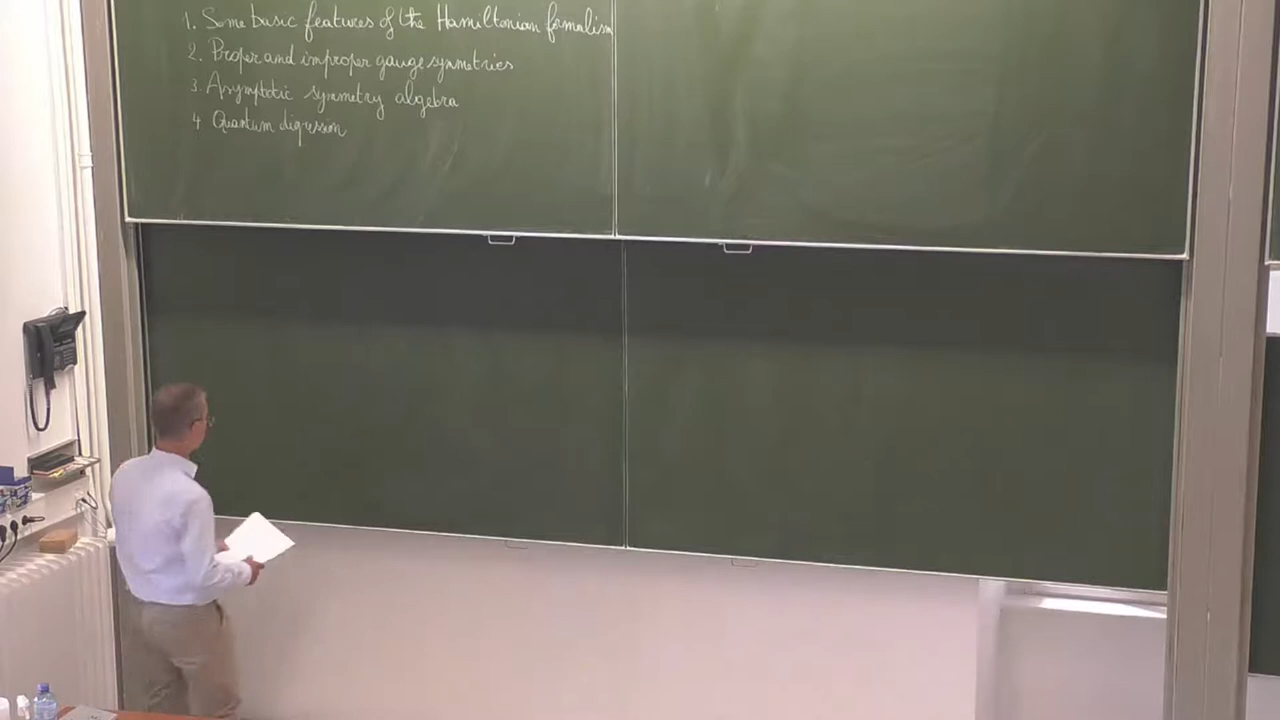 1. Some basic features of the Hamiltonian formalism
2. Proper and improper gauge symmetries
3. Asymptotic symmetry algebra
4 Quantum digression